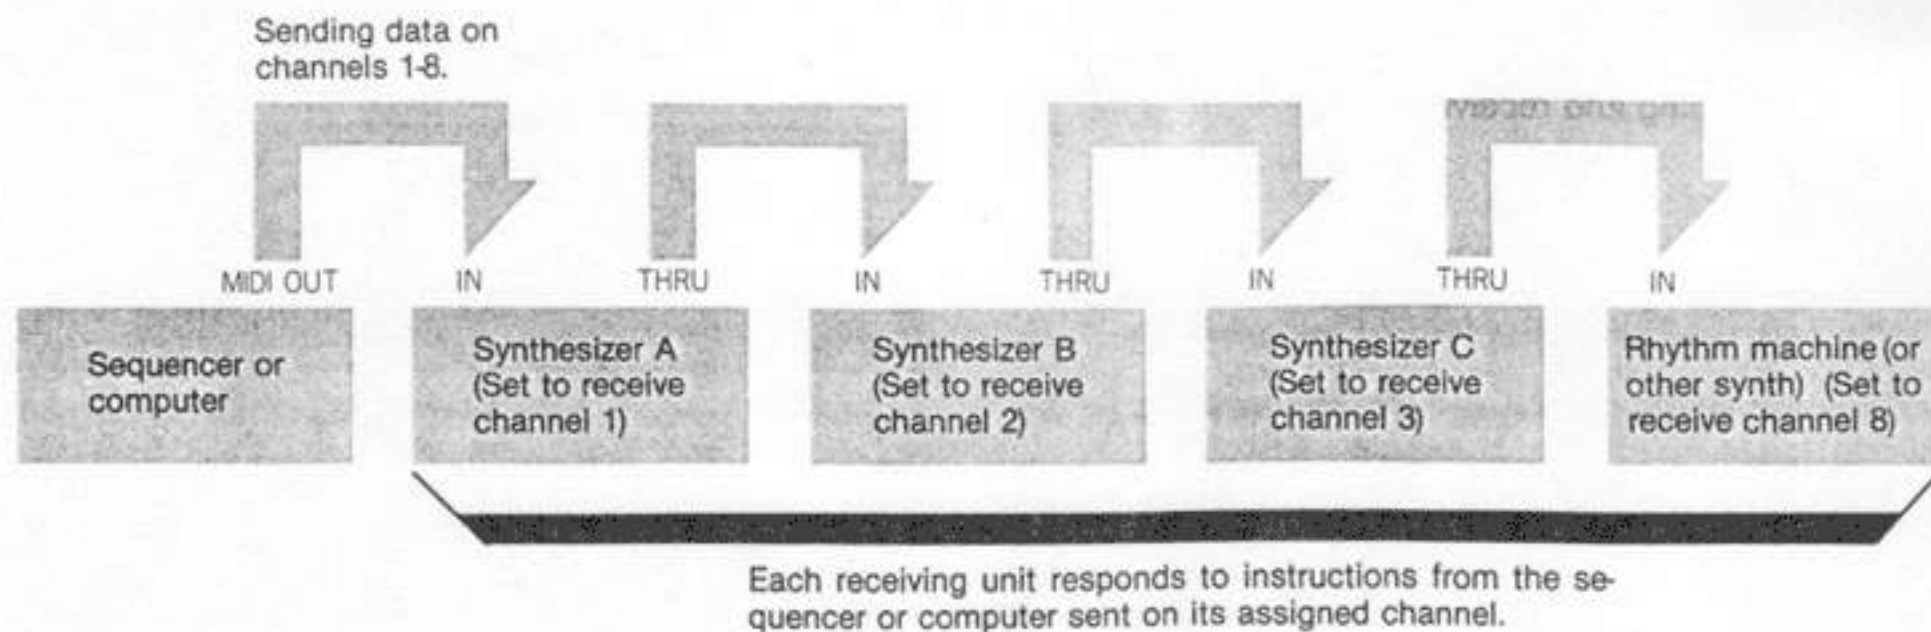 Sending data on
channels 1-8.
MIDI OUT
IN
THRU
IN
THRU
IN
THRU
IN
Sequencer or
computer
Synthesizer A
(Set to receive
channel 1)
Synthesizer B
(Set to receive
channel 2)
Synthesizer C
(Set to receive
channel 3)
Rhythm machine (or
other synth) (Set to
receive channel 8)
Each receiving unit responds to instructions from the se-
quencer or computer sent on its assigned channel.